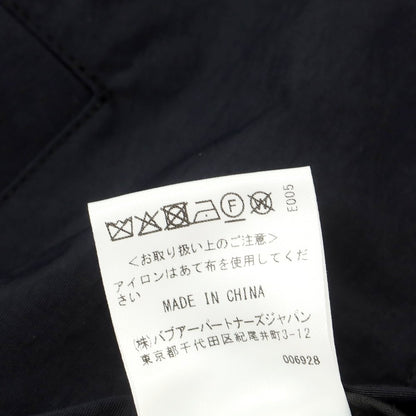 F W E005
<お取り扱い上のご注意>
アイロンはあて布を使用してくだ
さい
MADE IN CHINA
(株)バブアーパートナーズジャパン
東京都千代田区紀尾井町3-12
006928